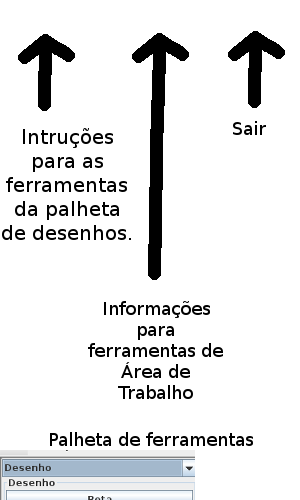 Intruções
para as
ferramentas
da palheta
de desenhos.
Sair
Informações
para
ferramentas de
Área de
Trabalho
Palheta de ferramentas
Desenho
Desenho
Reta